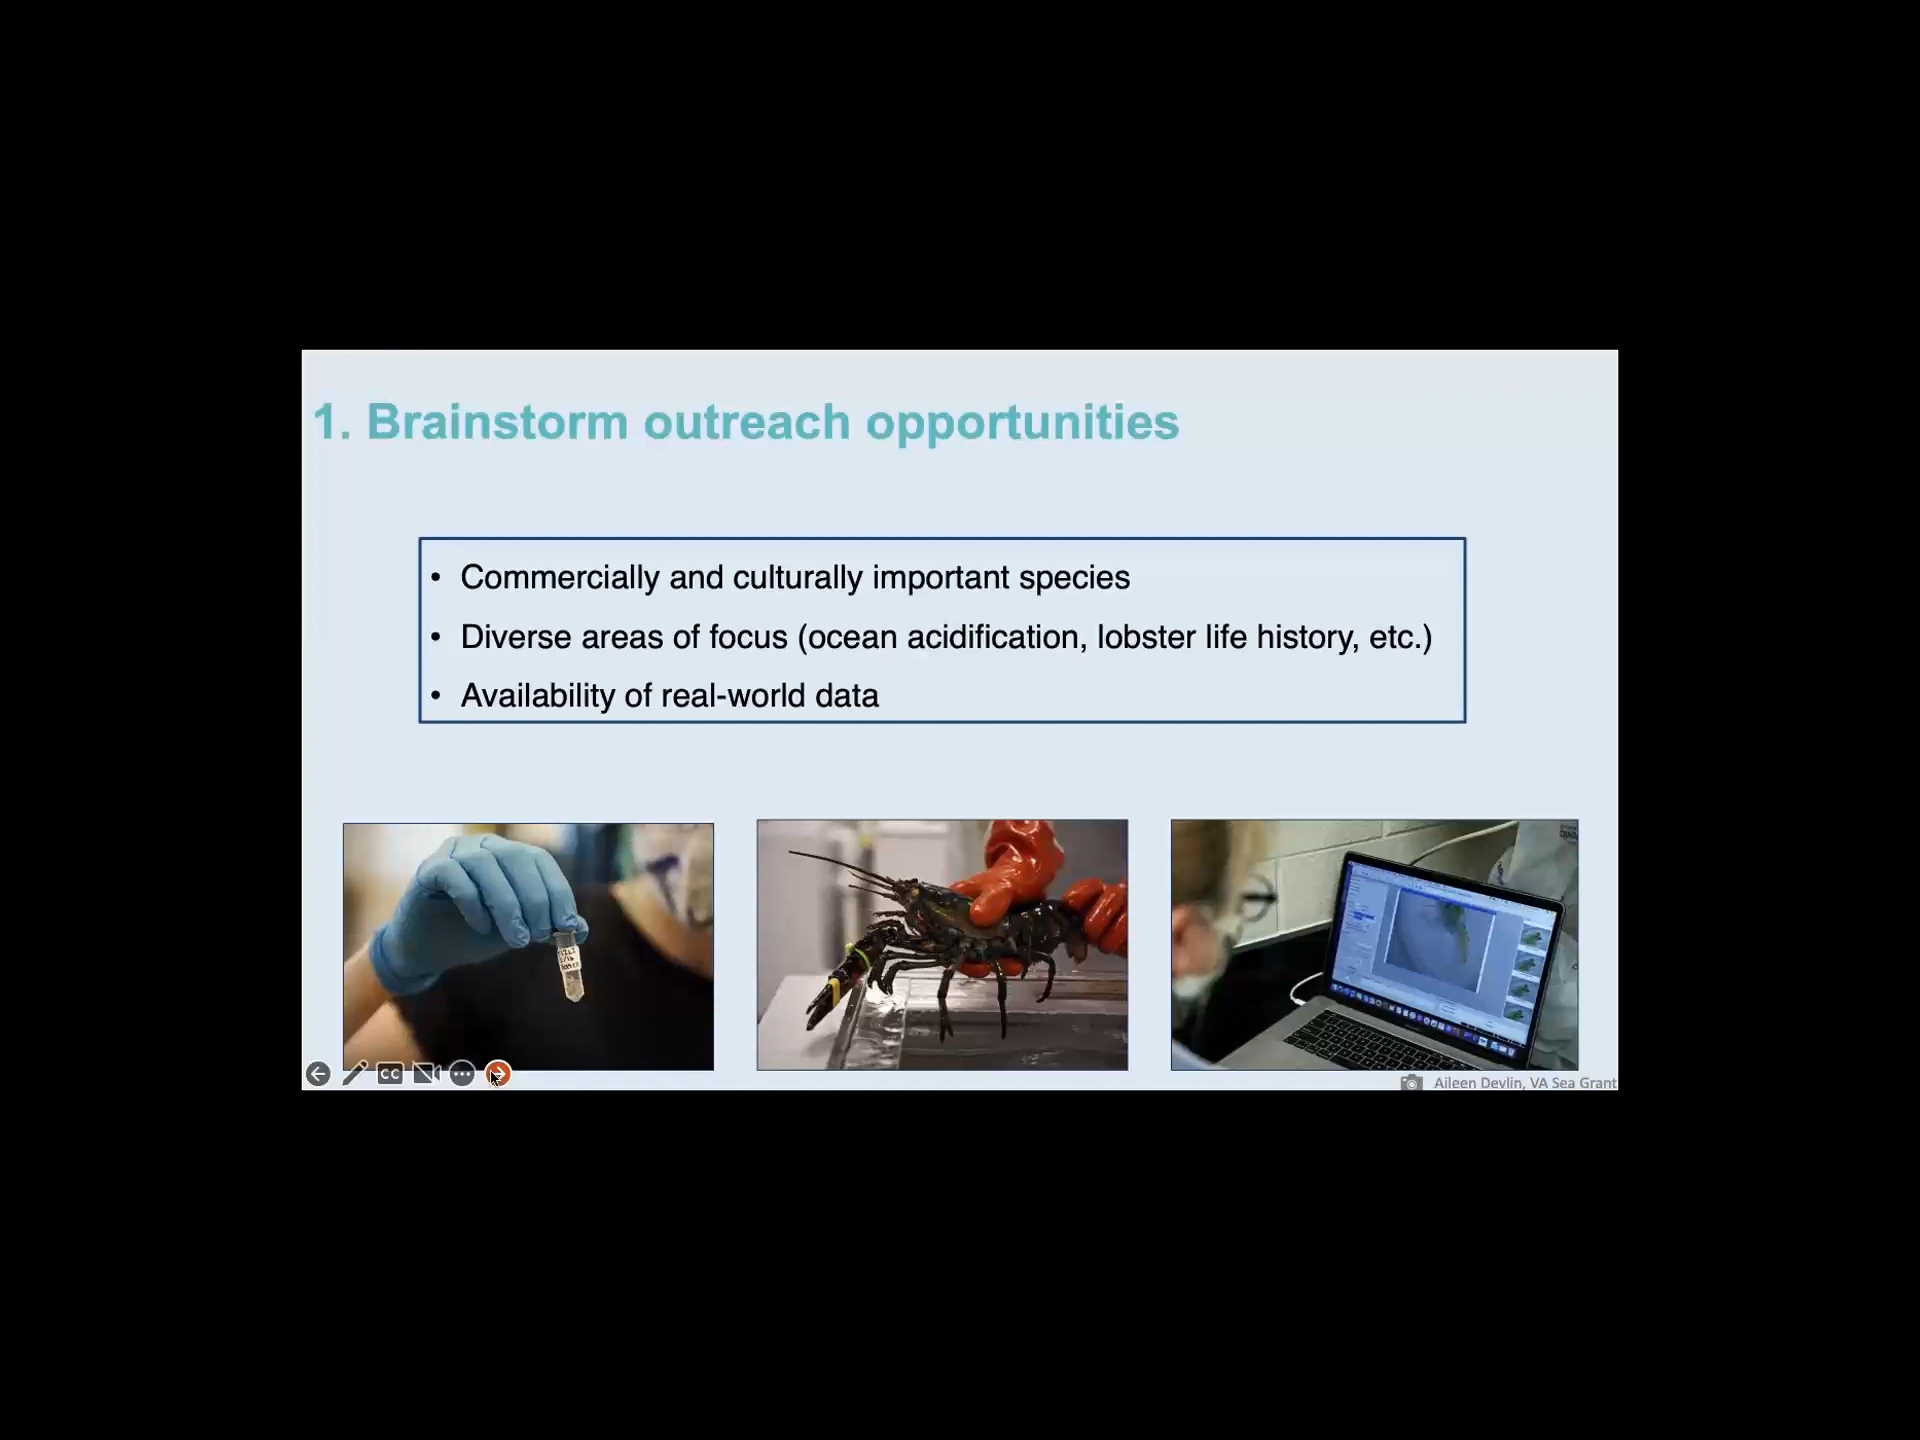 1. Brainstorm outreach opportunities
• Commercially and culturally important species
• Diverse areas of focus (ocean acidification, lobster life history, etc.)
• Availability of real-world data
CC
Aileen Devlin, VA Sea Grant